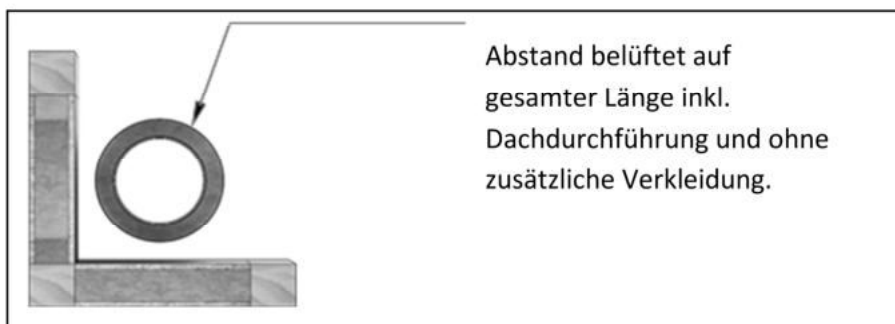 Abstand belüftet auf
gesamter Länge inkl.
Dachdurchführung und ohne
zusätzliche Verkleidung.